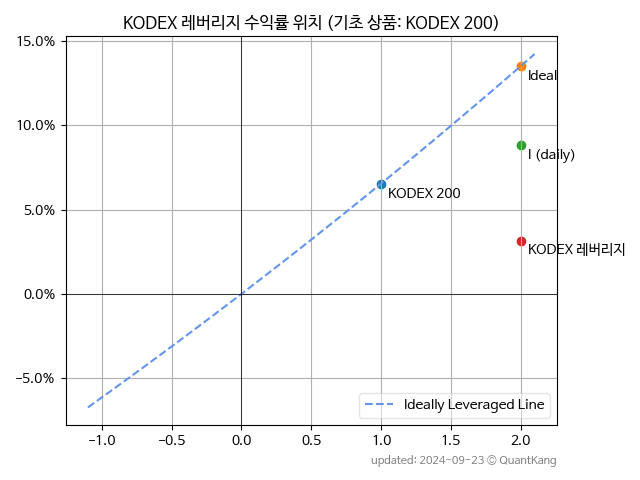 KODEX 레버리지 수익률 위치 (기초 상품: KODEX 200)
15.0%
Ideal
10.0%
I (daily)
KODEX 200
5.0%
KODEX 레버리지
0.0%
−5.0%
Ideally Leveraged Line
−1.0 −0.5 0.0 0.5 1.0 1.5 2.0
updated: 2024-09-23 © QuantKang